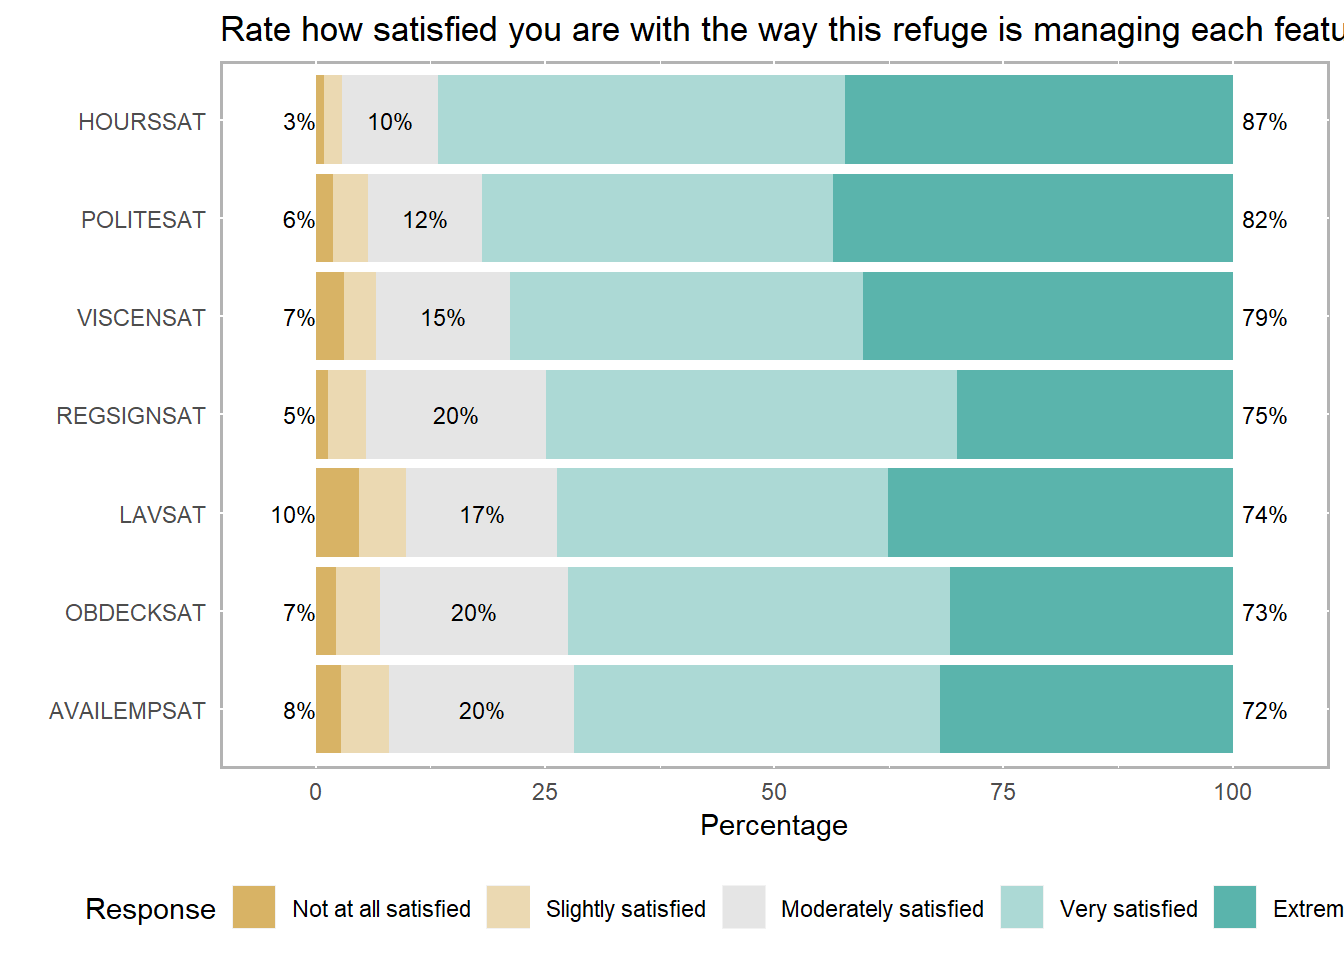 Rate how satisfied you are with the way this refuge is managing each featu
HOURSSAT 3% 10% 87%
POLITESAT 6% 12% 82%
VISCENSAT 7% 15% 79%
REGSIGNSAT 5% 20% 75%
LAVSAT 10% 17% 74%
OBDECKSAT 7% 20% 73%
AVAILEMPSAT 8% 20% 72%
0 25 50 75 100
Percentage
Response Not at all satisfied Slightly satisfied Moderately satisfied Very satisfied Extrem